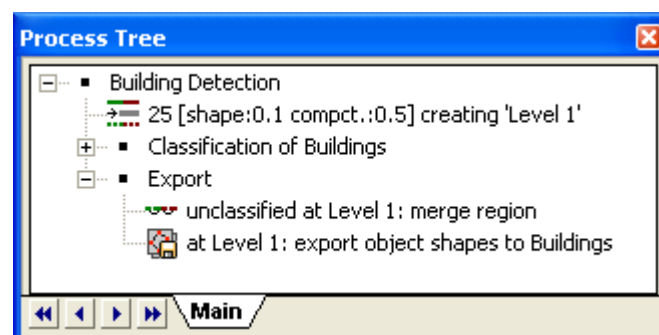 Process Tree
Building Detection
25 [shape:0.1 compct.:0.5] creating 'Level 1'
Classification of Buildings
Export
unclassified at Level 1: merge region
at Level 1: export object shapes to Buildings
Main